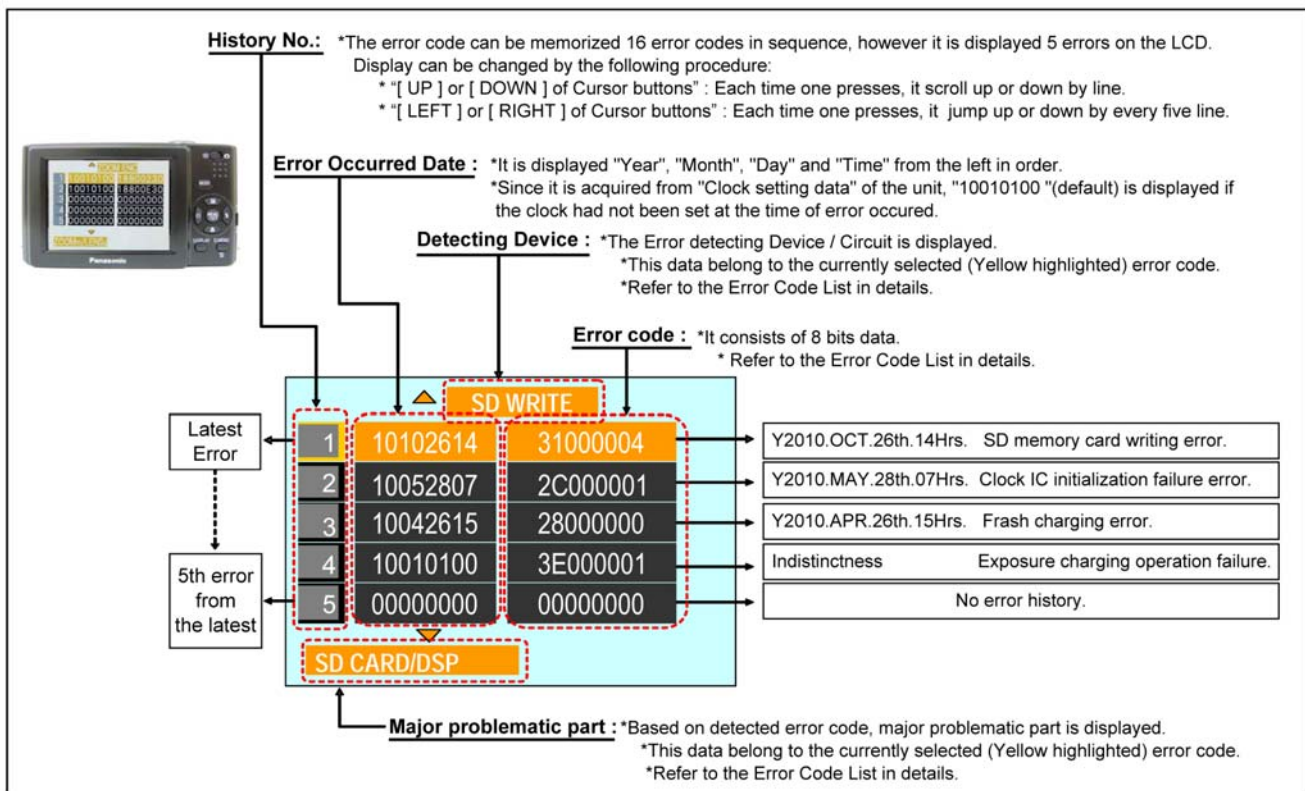 History No.: *The error code can be memorized 16 error codes in sequence, however it is displayed 5 errors on the LCD.
Display can be changed by the following procedure:
* "[ UP ] or [ DOWN ] of Cursor buttons" : Each time one presses, it scroll up or down by line.
* "[ LEFT ] or [ RIGHT ] of Cursor buttons" : Each time one presses, it jump up or down by every five line.
Error Occurred Date : *It is displayed "Year", "Month", "Day" and "Time" from the left in order.
*Since it is acquired from "Clock setting data" of the unit, "10010100 "(default) is displayed if
the clock had not been set at the time of error occured.
Panasonic
Detecting Device : *The Error detecting Device / Circuit is displayed.
*This data belong to the currently selected (Yellow highlighted) error code.
*Refer to the Error Code List in details.
Error code : *It consists of 8 bits data.
* Refer to the Error Code List in details.
SD WRITE
Latest
Error
1 10102614 31000004 Y2010.OCT.26th.14Hrs. SD memory card writing error.
2 10052807 2C000001 Y2010.MAY.28th.07Hrs. Clock IC initialization failure error.
3 10042615 28000000 Y2010.APR.26th.15Hrs. Frash charging error.
4 10010100 3E000001 Indistinctness Exposure charging operation failure.
5th error
from
the latest
5 00000000 00000000 No error history.
SD CARD/DSP
Major problematic part : *Based on detected error code, major problematic part is displayed.
*This data belong to the currently selected (Yellow highlighted) error code.
*Refer to the Error Code List in details.